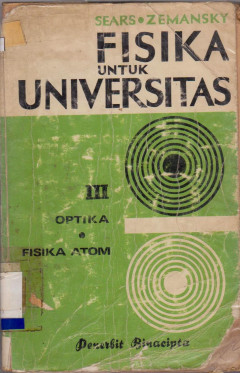 SEARS • ZEMANSKY
FISIKA
UNTUK
UNIVERSITAS
III
OPTIKA
•
FISIKA ATOM
Penerbit Binacipta